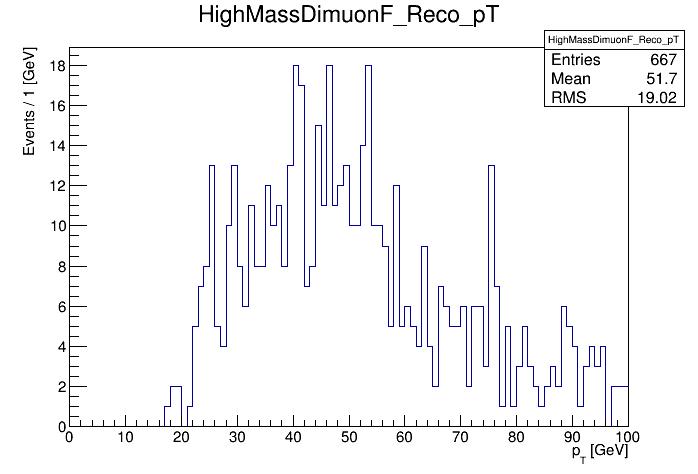 HighMassDimuonF_Reco_pT
HighMassDimuonF_Reco_pT
Entries 667
Mean 51.7
RMS 19.02
Events / 1 [GeV]
18
16
14
12
10
8
6
4
2
0
0 10 20 30 40 50 60 70 80 90 100
p_T [GeV]